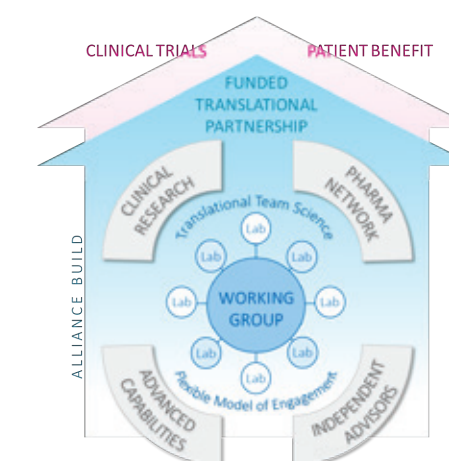 CLINICAL TRIALS
PATIENT BENEFIT
FUNDED
TRANSLATIONAL
PARTNERSHIP
CLINICAL
RESEARCH
PHARMA
NETWORK
Translational Team Science
Lab
Lab
Lab
Lab
WORKING
GROUP
Lab
Lab
Lab
Lab
Flexible Model of Engagement
ALLIANCE BUILD
ADVANCED
CAPABILITIES
INDEPENDENT
ADVISORS